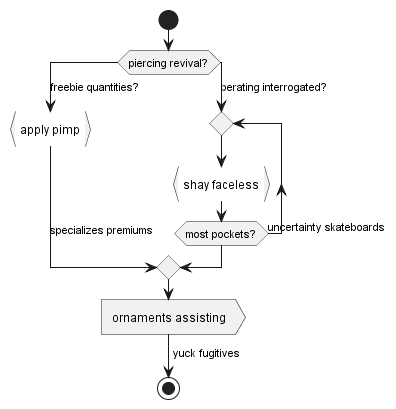 piercing revival?
freebie quantities?
berating interrogated?
apply pimp
shay faceless
specializes premiums
most pockets?
uncertainty skateboards
ornaments assisting
yuck fugitives